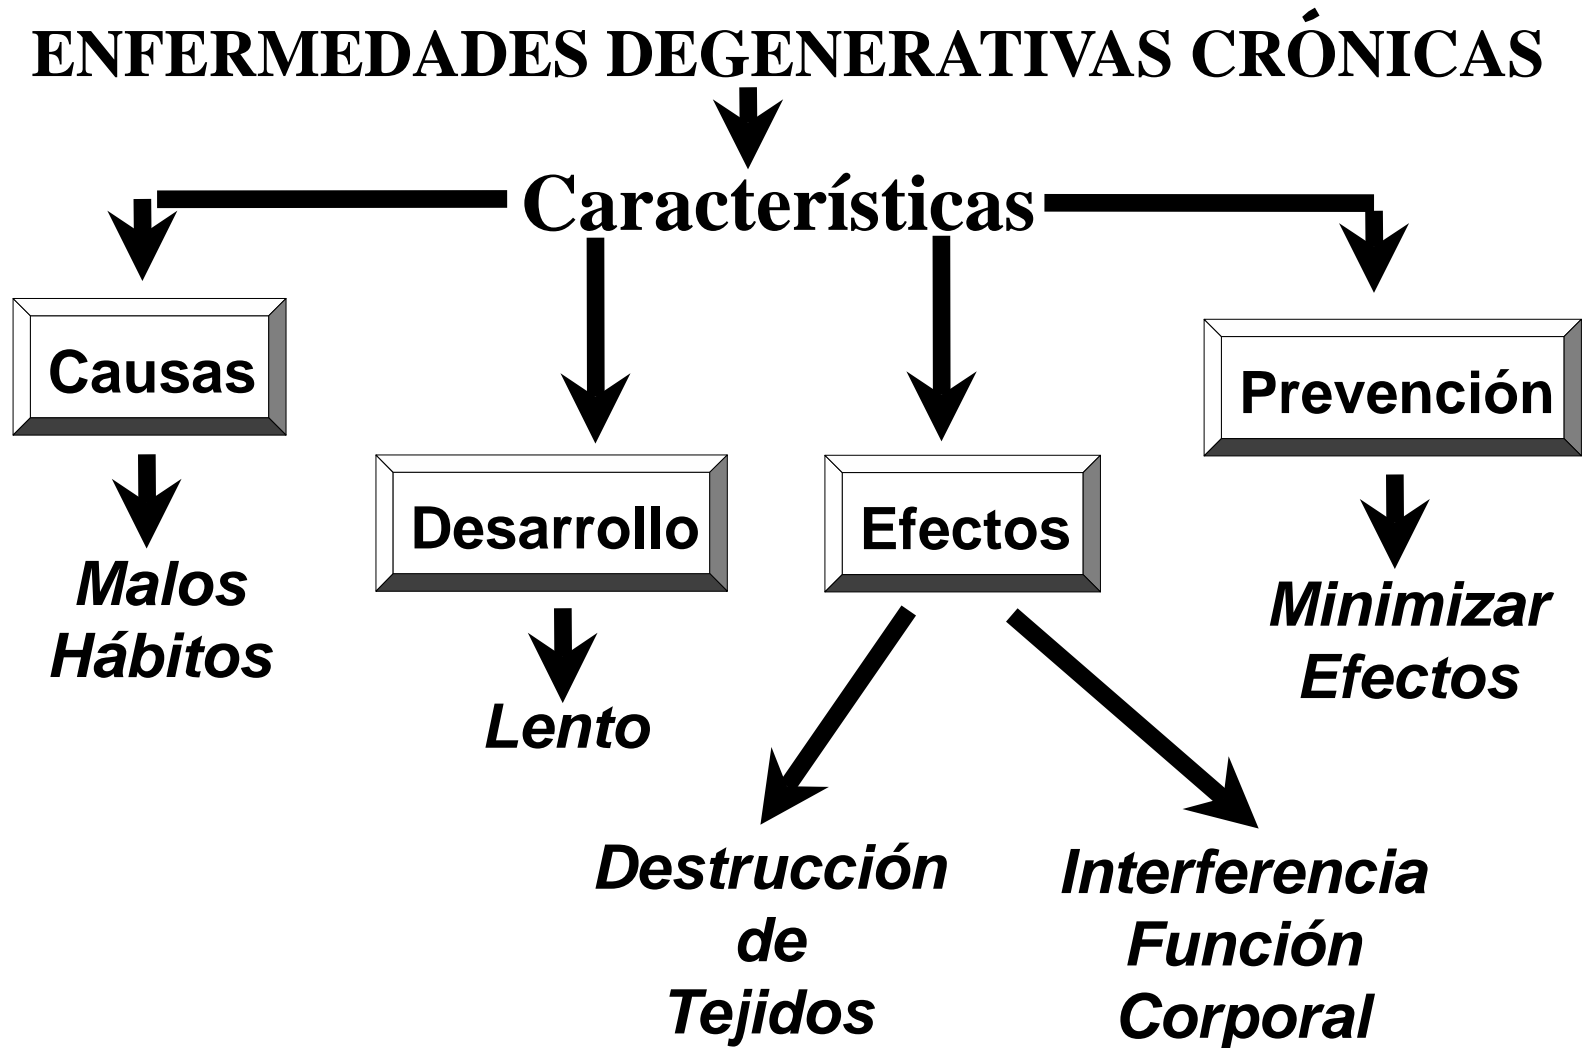 ENFERMEDADES DEGENERATIVAS CRÓNICAS
Características
Causas
Malos
Hábitos
Desarrollo
Lento
Efectos
Destrucción
de
Tejidos
Interferencia
Función
Corporal
Prevención
Minimizar
Efectos